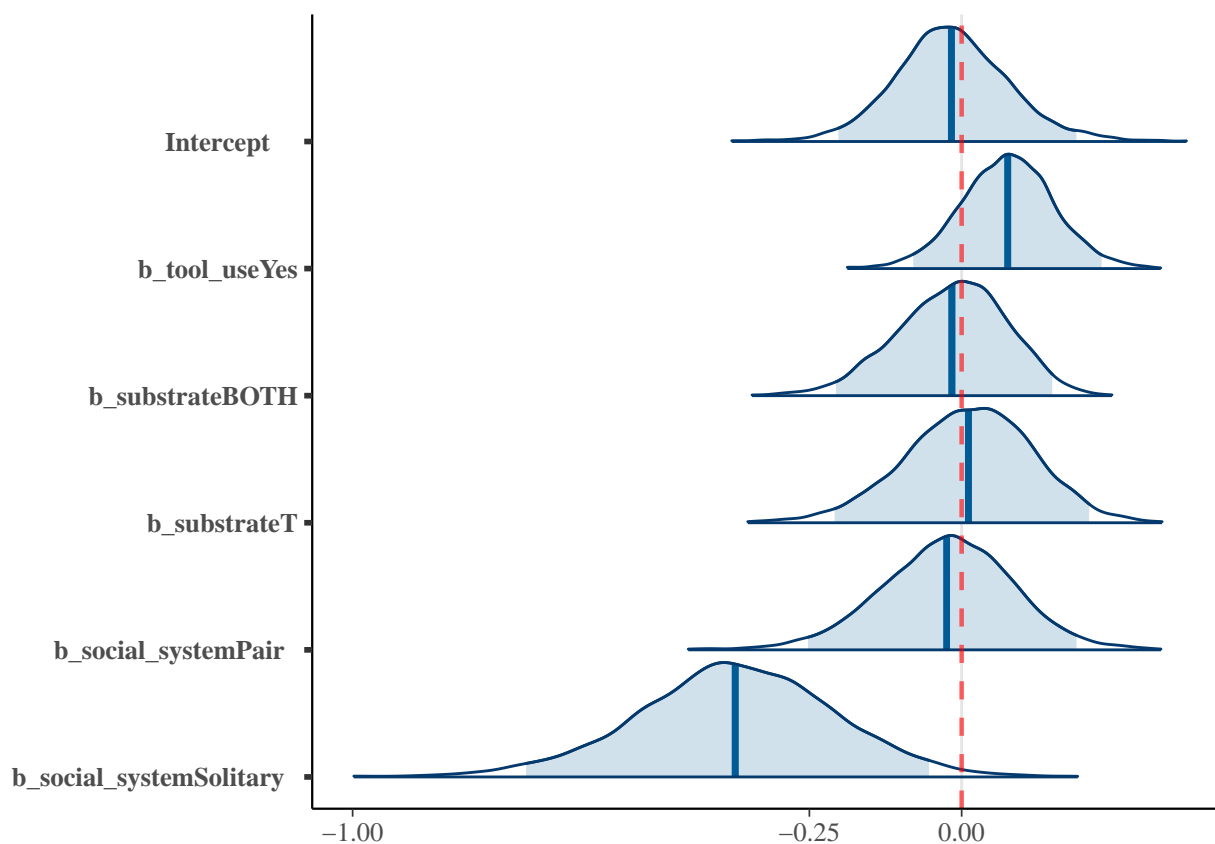 Intercept
b_tool_useYes
b_substrateBOTH
b_substrateT
b_social_systemPair
b_social_systemSolitary
−1.00 −0.25 0.00